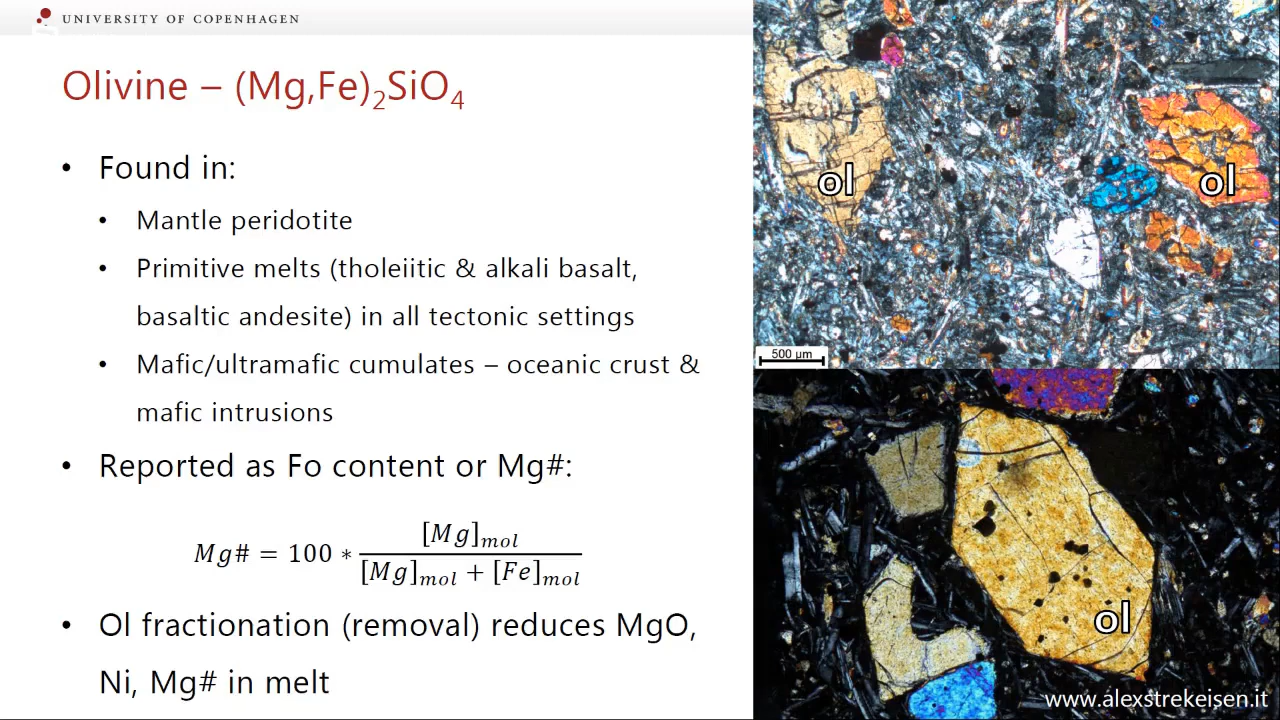 UNIVERSITY OF COPENHAGEN
Olivine – (Mg,Fe)₂SiO₄
• Found in:
• Mantle peridotite
• Primitive melts (tholeiitic & alkali basalt,
basaltic andesite) in all tectonic settings
• Mafic/ultramafic cumulates – oceanic crust &
mafic intrusions
• Reported as Fo content or Mg#:
Mg# = 100 * [Mg]mol / [Mg]mol + [Fe]mol
• Ol fractionation (removal) reduces MgO,
Ni, Mg# in melt
ol
ol
500 µm
ol
www.alexstrekeisen.it